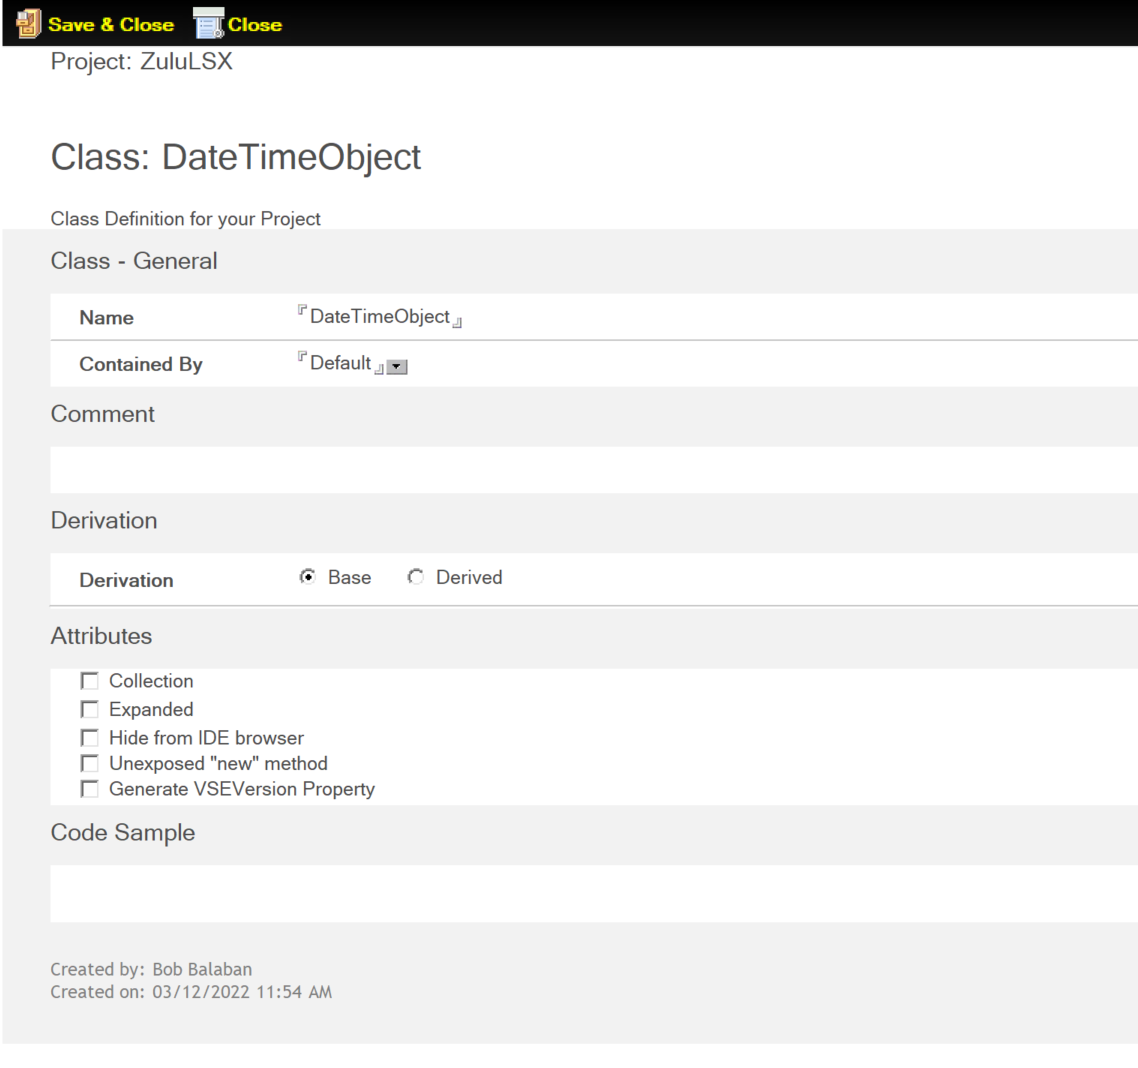 Save & Close Close
Project: ZuluLSX
Class: DateTimeObject
Class Definition for your Project
Class - General
Name DateTimeObject
Contained By Default
Comment
Derivation
Derivation Base Derived
Attributes
Collection
Expanded
Hide from IDE browser
Unexposed "new" method
Generate VSEVersion Property
Code Sample
Created by: Bob Balaban
Created on: 03/12/2022 11:54 AM